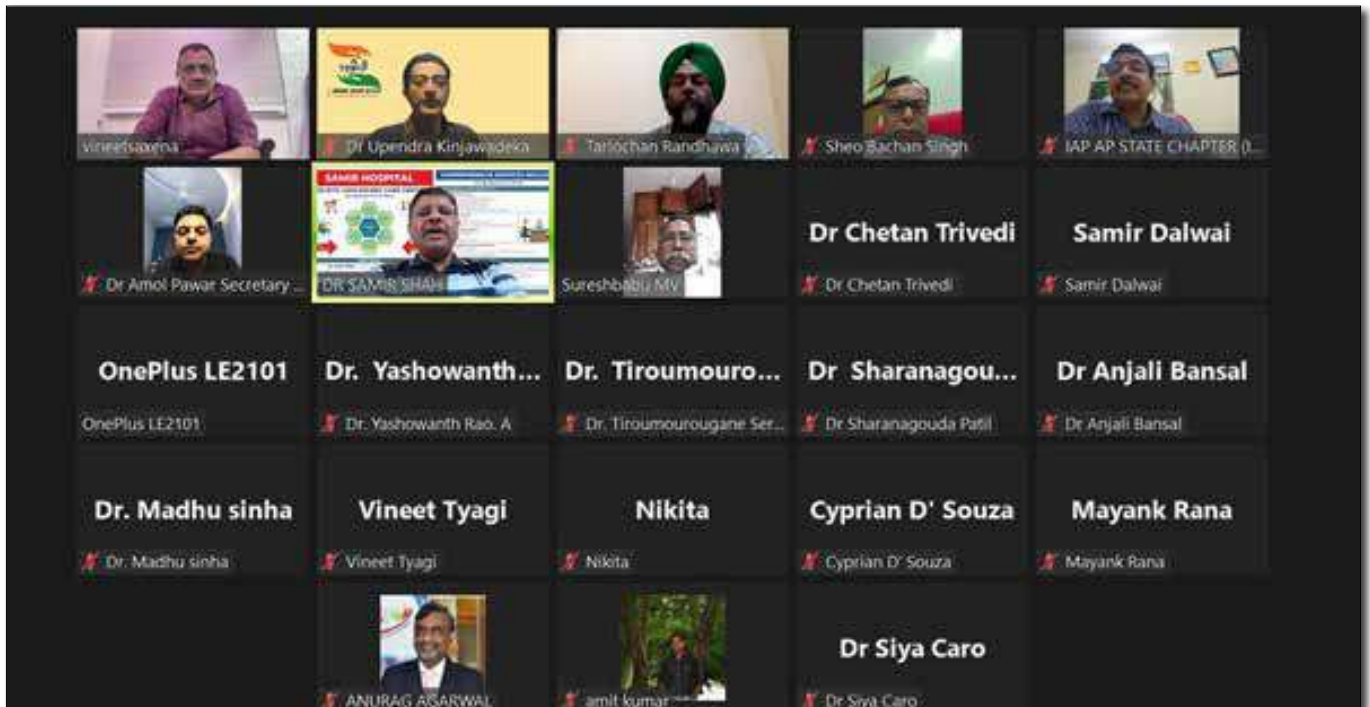 vineetsaxena
Dr Upendra Kinjawadeka
Tarlochan Randhawa
Sheo Bachan Singh
IAP AP STATE CHAPTER (I...
SAMIR HOSPITAL
Dr Amol Pawar Secretary ...
DR SAMIR SHAH
Sureshbabu MV
Dr Chetan Trivedi
Dr Chetan Trivedi
Samir Dalwai
Samir Dalwai
OnePlus LE2101
OnePlus LE2101
Dr. Yashowanth...
Dr. Yashowanth Rao. A
Dr. Tiroumouro...
Dr. Tiroumourougane Ser...
Dr Sharanagou...
Dr Sharanagouda Patil
Dr Anjali Bansal
Dr Anjali Bansal
Dr. Madhu sinha
Dr. Madhu sinha
Vineet Tyagi
Vineet Tyagi
Nikita
Nikita
Cyprian D' Souza
Cyprian D' Souza
Mayank Rana
Mayank Rana
ANURAG AGARWAL
amit kumar
Dr Siya Caro
Dr Siya Caro